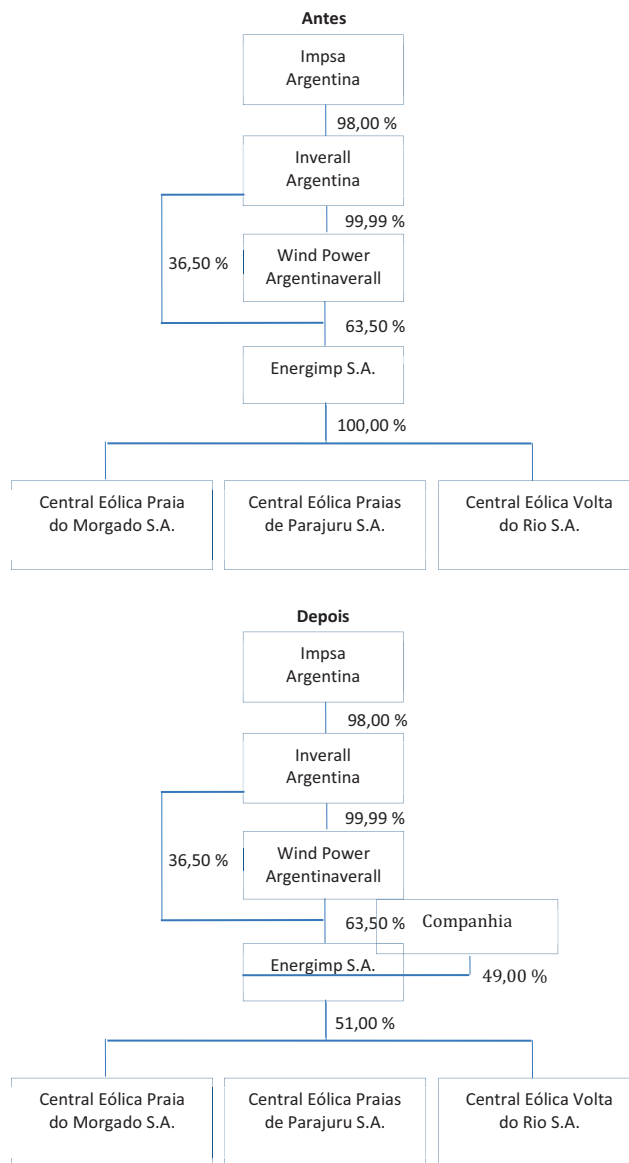 Antes
Impsa
Argentina
98,00 %
Inverall
Argentina
99,99 %
36,50 %
Wind Power
Argentinaverall
63,50 %
Energimp S.A.
100,00 %
Central Eólica Praia
do Morgado S.A.
Central Eólica Praias
de Parajuru S.A.
Central Eólica Volta
do Rio S.A.
Depois
Impsa
Argentina
98,00 %
Inverall
Argentina
99,99 %
36,50 %
Wind Power
Argentinaverall
63,50 %
Companhia
Energimp S.A.
49,00 %
51,00 %
Central Eólica Praia
do Morgado S.A.
Central Eólica Praias
de Parajuru S.A.
Central Eólica Volta
do Rio S.A.